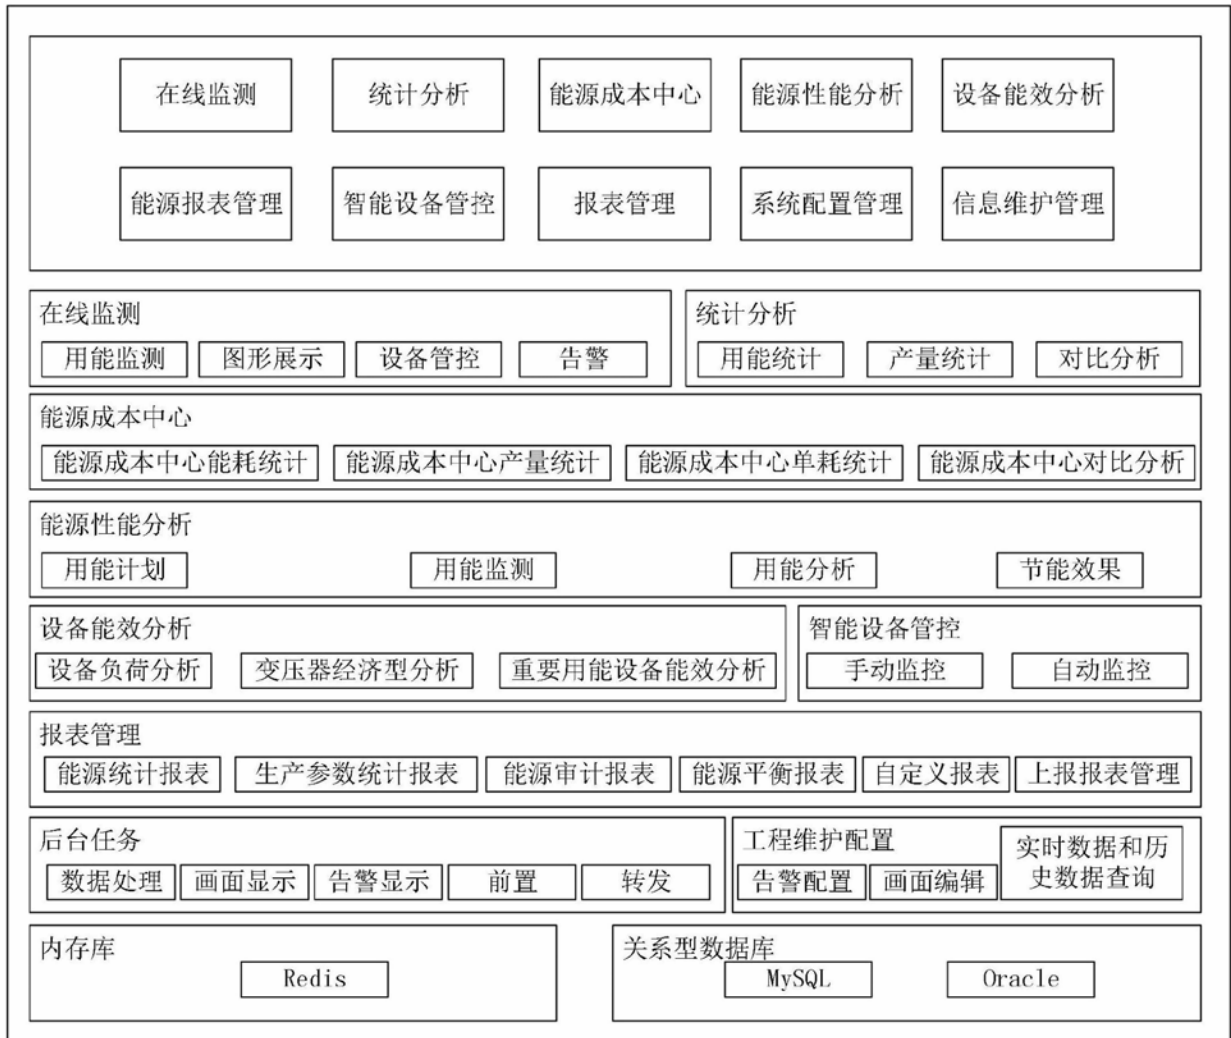 在线监测
统计分析
能源成本中心
能源性能分析
设备能效分析
能源报表管理
智能设备管控
报表管理
系统配置管理
信息维护管理
在线监测
用能监测
图形展示
设备管控
告警
统计分析
用能统计
产量统计
对比分析
能源成本中心
能源成本中心能耗统计
能源成本中心产量统计
能源成本中心单耗统计
能源成本中心对比分析
能源性能分析
用能计划
用能监测
用能分析
节能效果
设备能效分析
设备负荷分析
变压器经济型分析
重要用能设备能效分析
智能设备管控
手动监控
自动监控
报表管理
能源统计报表
生产参数统计报表
能源审计报表
能源平衡报表
自定义报表
上报报表管理
后台任务
数据处理
画面显示
告警显示
前置
转发
工程维护配置
告警配置
画面编辑
实时数据和历
史数据查询
内存库
Redis
关系型数据库
MySQL
Oracle